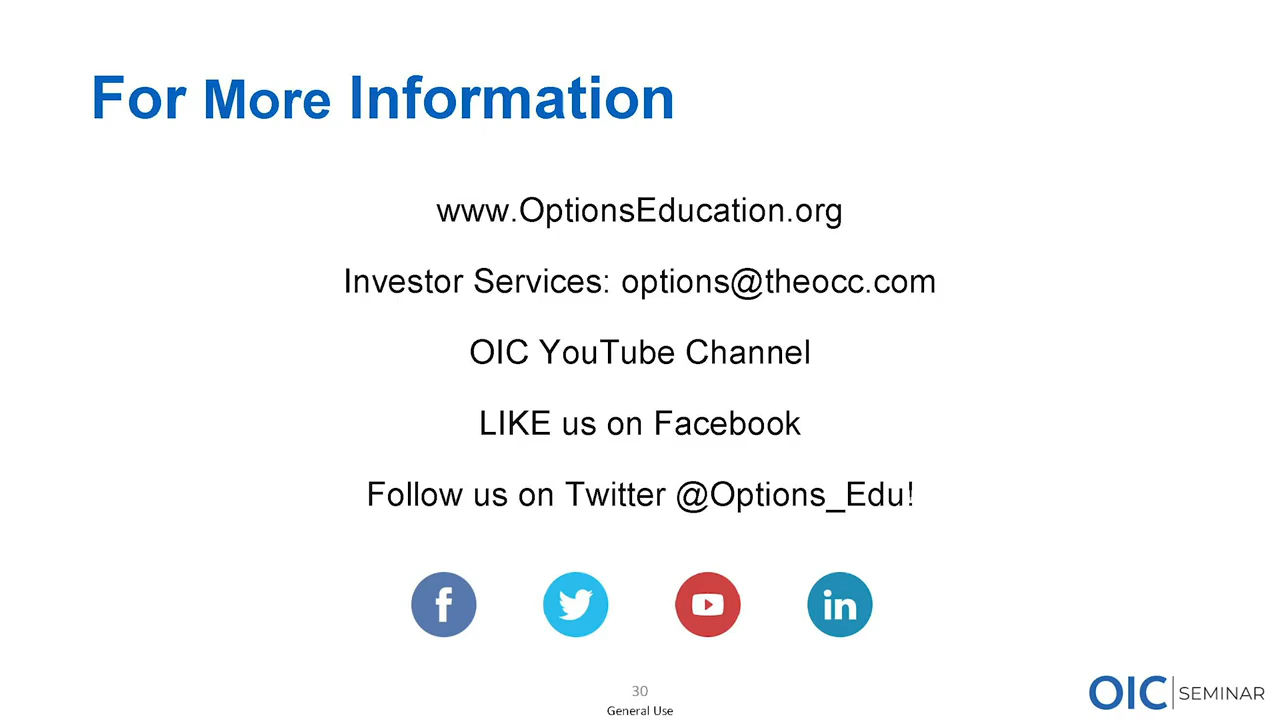 For More Information
www.OptionsEducation.org
Investor Services: options@theocc.com
OIC YouTube Channel
LIKE us on Facebook
Follow us on Twitter @Options_Edu!
f
in
30
General Use
OIC SEMINAR